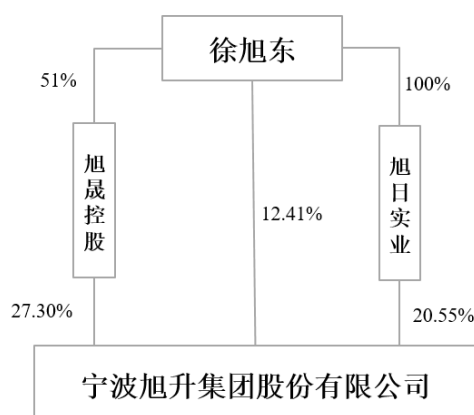 徐旭东
51%
100%
旭晟控股
旭日实业
12.41%
27.30%
20.55%
宁波旭升集团股份有限公司